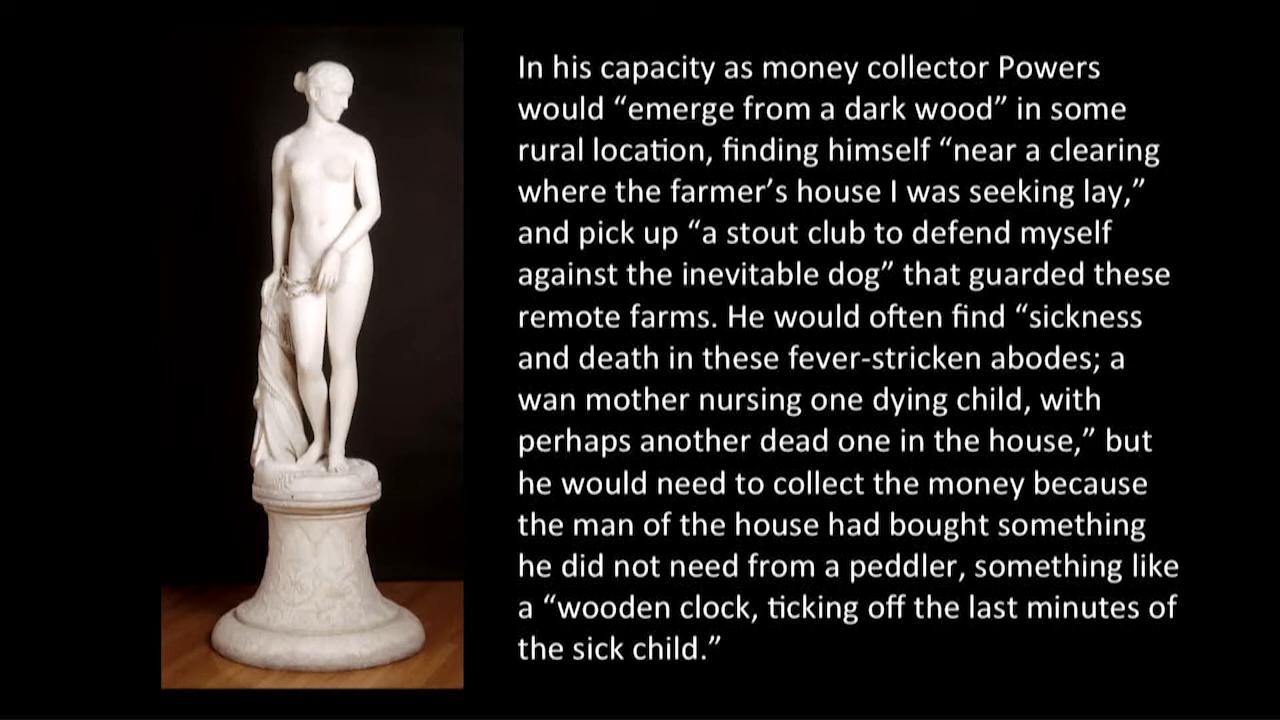 In his capacity as money collector Powers
would “emerge from a dark wood” in some
rural location, finding himself “near a clearing
where the farmer’s house I was seeking lay,”
and pick up “a stout club to defend myself
against the inevitable dog” that guarded these
remote farms. He would often find “sickness
and death in these fever-stricken abodes; a
wan mother nursing one dying child, with
perhaps another dead one in the house,” but
he would need to collect the money because
the man of the house had bought something
he did not need from a peddler, something like
a “wooden clock, ticking off the last minutes of
the sick child.”